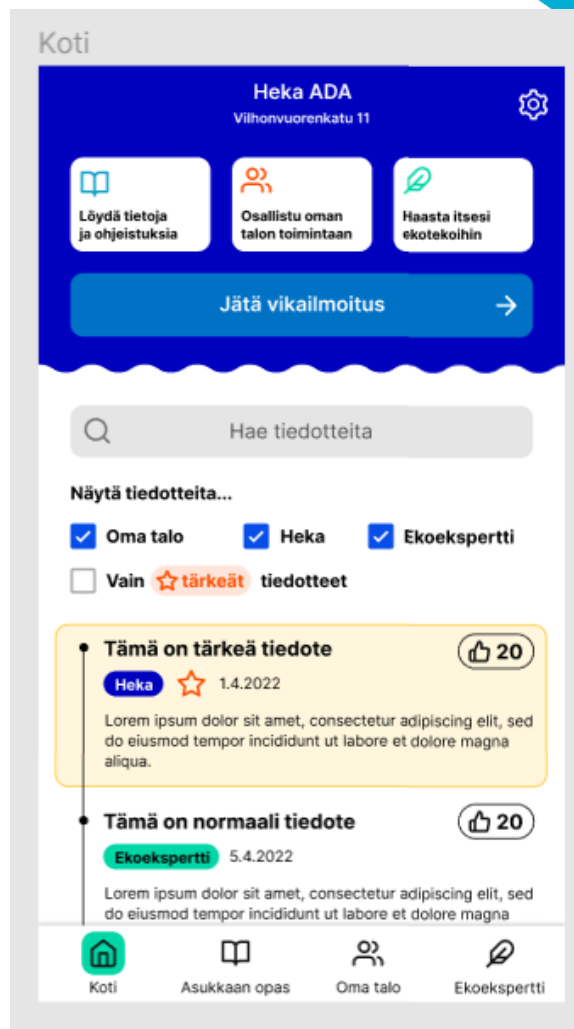 Koti
Heka ADA
Vilhonvuorenkatu 11
Löydä tietoja
ja ohjeistuksia
Osallistu oman
talon toimintaan
Haasta itsesi
ekotekoihin
Jätä vikailmoitus
Hae tiedotteita
Näytä tiedotteita...
Oma talo Heka Ekoekspertti
Vain tärkeät tiedotteet
Tämä on tärkeä tiedote 20
Heka 1.4.2022
Lorem ipsum dolor sit amet, consectetur adipiscing elit, sed
do eiusmod tempor incididunt ut labore et dolore magna
aliqua.
Tämä on normaali tiedote 20
Ekoekspertti 5.4.2022
Lorem ipsum dolor sit amet, consectetur adipiscing elit, sed
do eiusmod tempor incididunt ut labore et dolore magna
Koti Asukkaan opas Oma talo Ekoekspertti